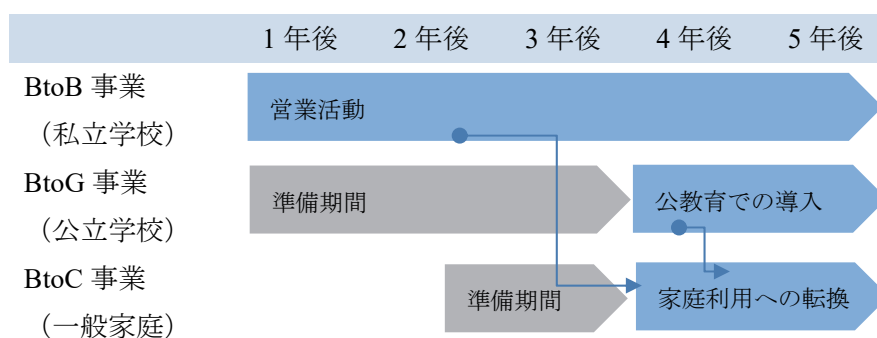 1 年後 2 年後 3 年後 4 年後 5 年後
BtoB 事業
（私立学校）
営業活動
BtoG 事業
（公立学校）
準備期間
公教育での導入
BtoC 事業
（一般家庭）
準備期間
家庭利用への転換